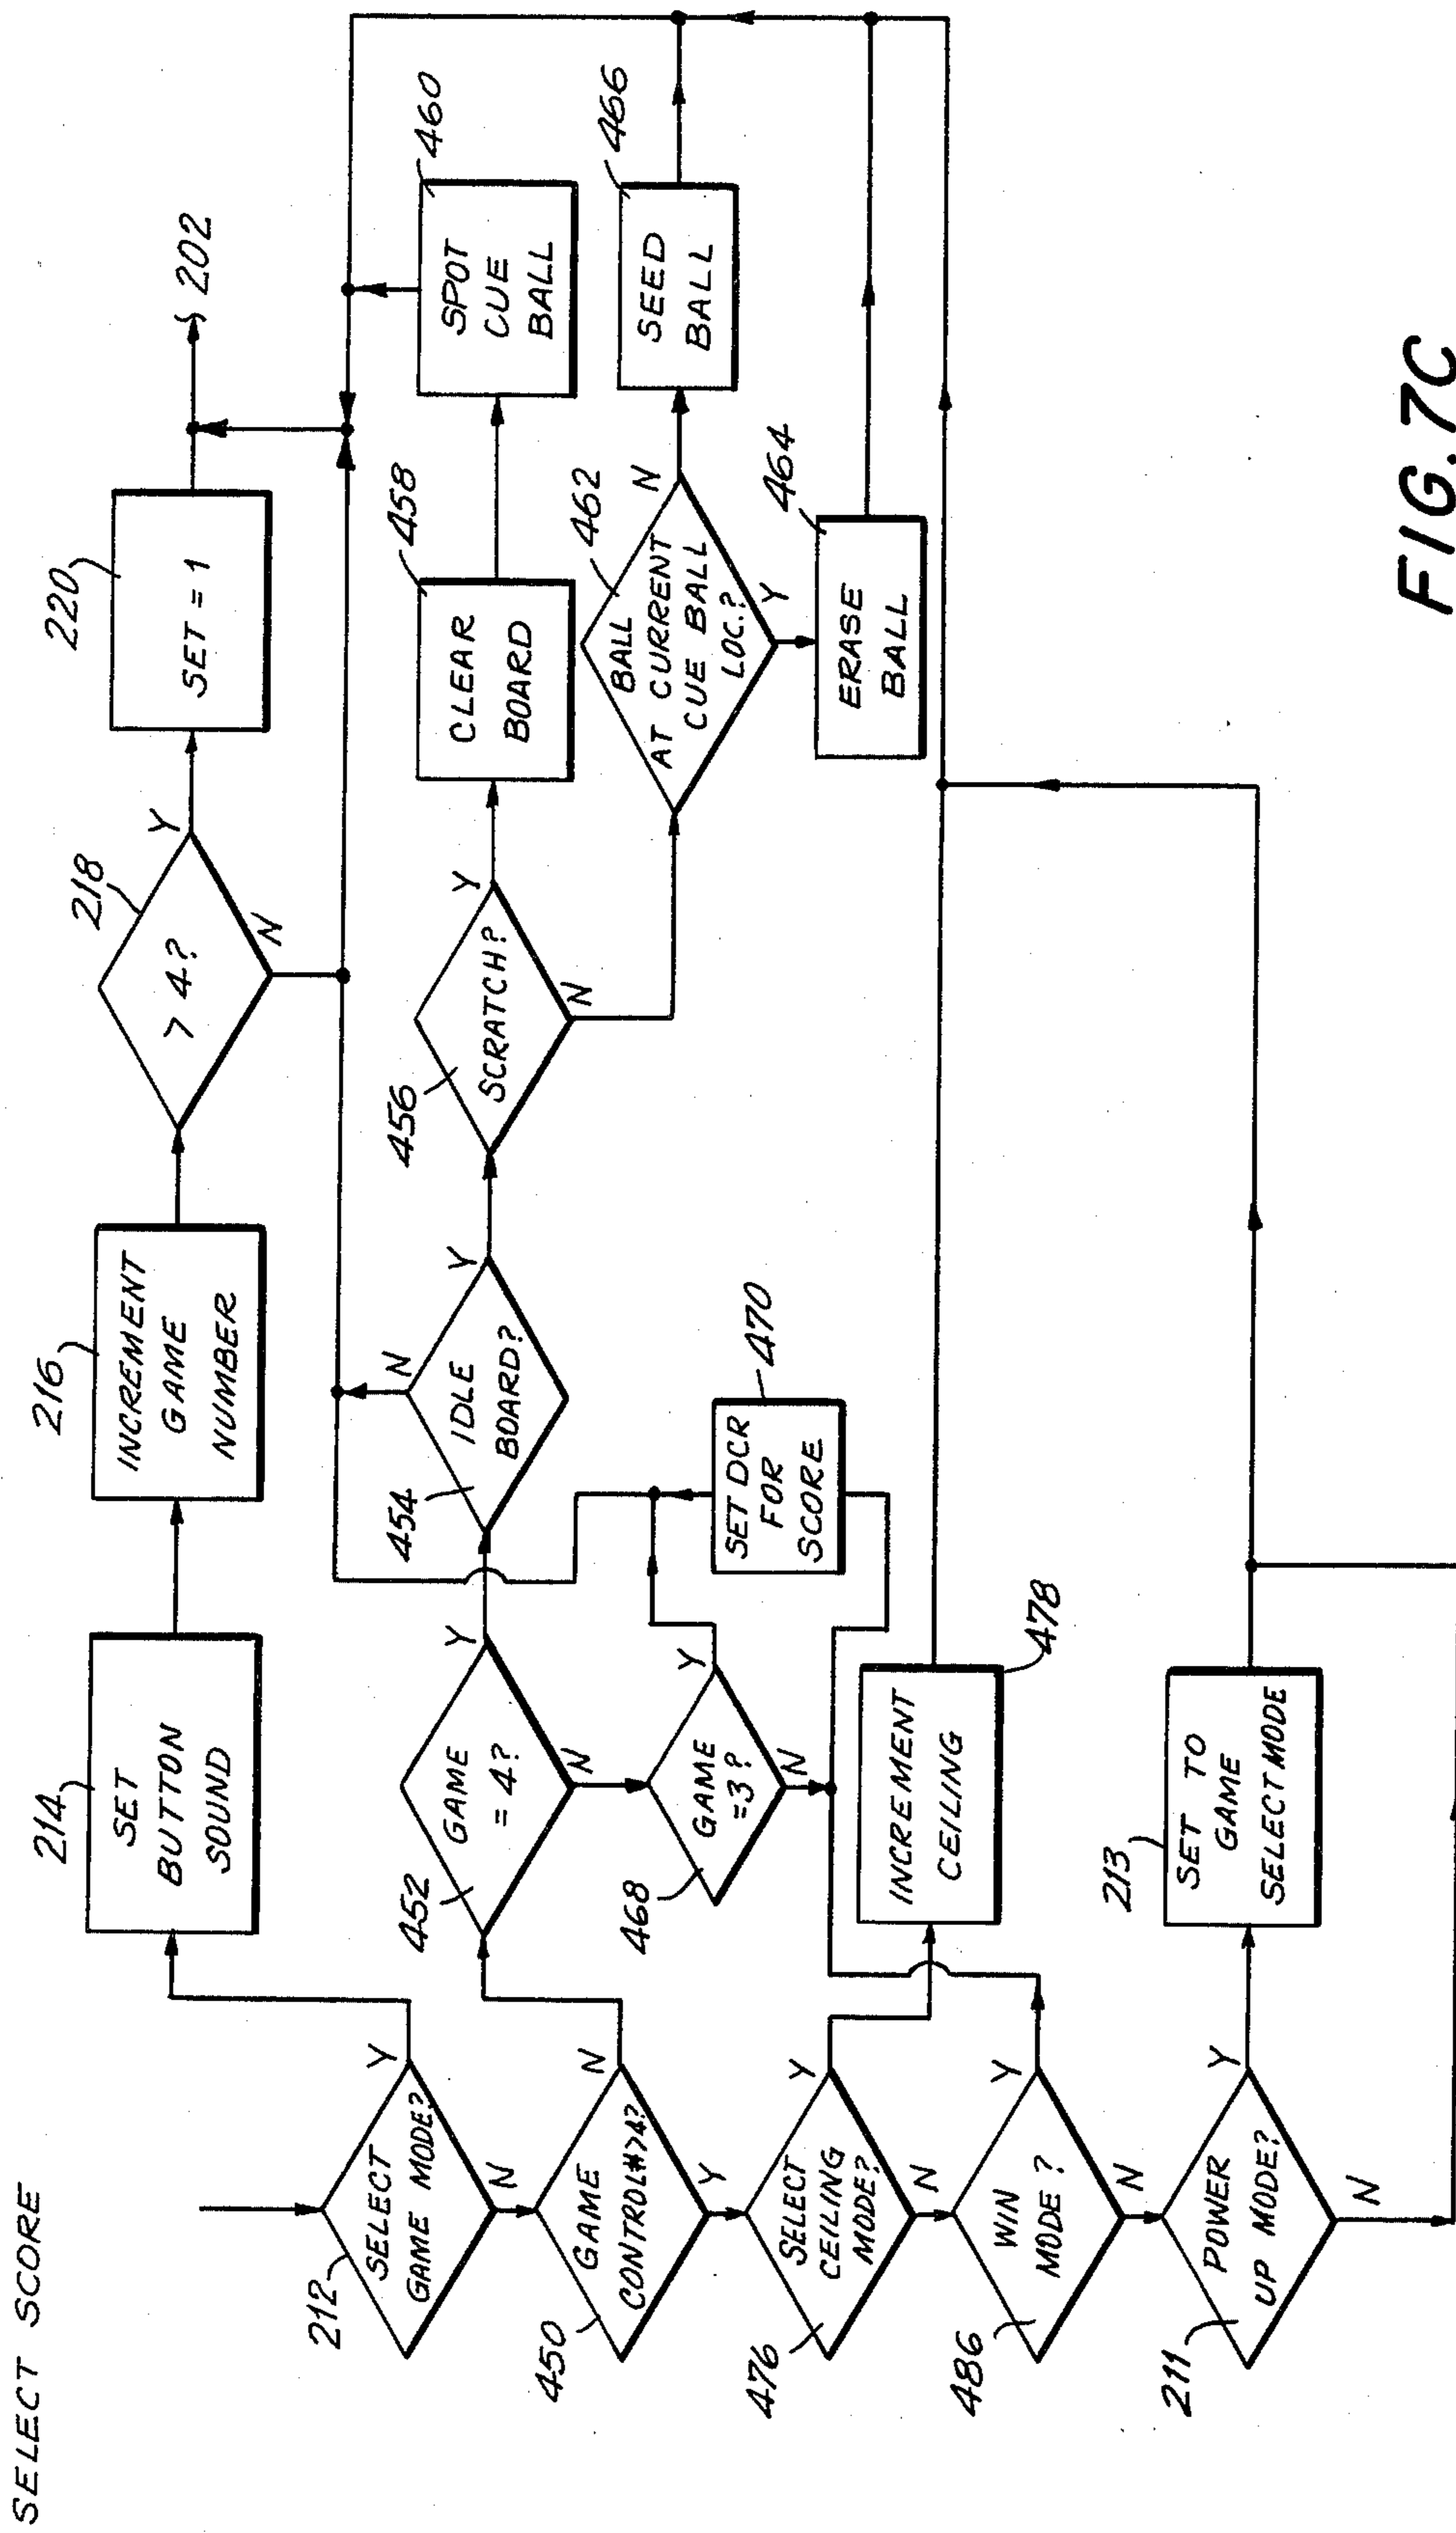 SELECT SCORE
212
SELECT
GAME MODE?
Y
N
214
SET
BUTTON
SOUND
216
INCREMENT
GAME
NUMBER
218
> 4?
Y
N
220
SET = 1
202
450
GAME
CONTROL#>4?
N
Y
452
GAME
= 4?
Y
N
454
IDLE
BOARD?
N
Y
456
SCRATCH?
Y
N
458
CLEAR
BOARD
460
SPOT
CUE
BALL
462
BALL
AT CURRENT
CUE BALL
LOC.?
N
Y
466
SEED
BALL
464
ERASE
BALL
468
GAME
=3?
Y
N
470
SET DCR
FOR
SCORE
476
SELECT
CEILING
MODE?
Y
N
478
INCREMENT
CEILING
486
WIN
MODE?
Y
N
211
POWER
UP MODE?
Y
N
213
SET TO
GAME
SELECT MODE
FIG.7C